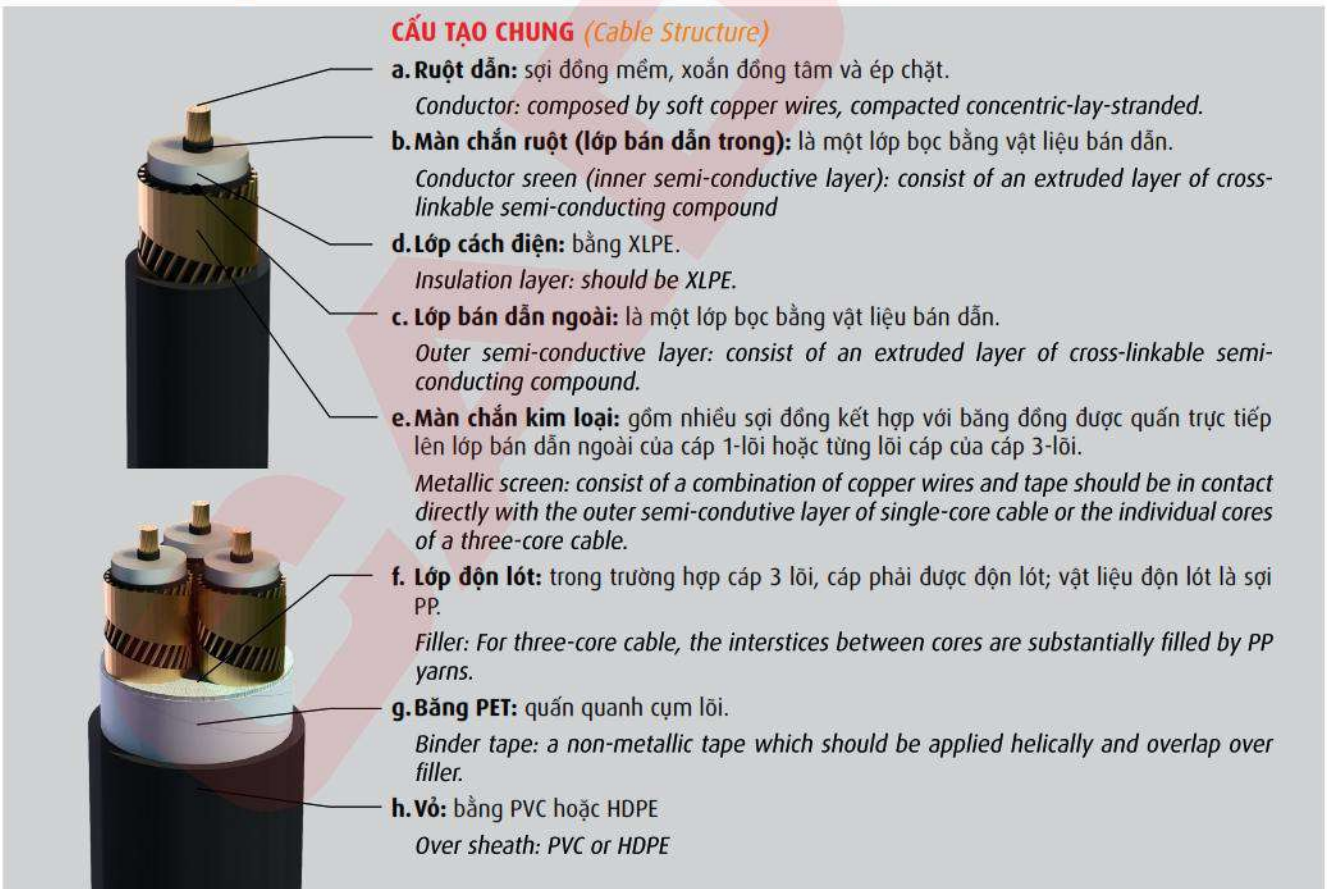 CẤU TẠO CHUNG (Cable Structure)
a. Ruột dẫn: sợi đồng mềm, xoắn đồng tâm và ép chặt.
Conductor: composed by soft copper wires, compacted concentric-lay-stranded.
b. Màn chắn ruột (lớp bán dẫn trong): là một lớp bọc bằng vật liệu bán dẫn.
Conductor sreen (inner semi-conductive layer): consist of an extruded layer of cross-
linkable semi-conducting compound
d. Lớp cách điện: bằng XLPE.
Insulation layer: should be XLPE.
c. Lớp bán dẫn ngoài: là một lớp bọc bằng vật liệu bán dẫn.
Outer semi-conductive layer: consist of an extruded layer of cross-linkable semi-
conducting compound.
e. Màn chắn kim loại: gồm nhiều sợi đồng kết hợp với băng đồng được quấn trực tiếp
lên lớp bán dẫn ngoài của cáp 1-lõi hoặc từng lõi cáp của cáp 3-lõi.
Metallic screen: consist of a combination of copper wires and tape should be in contact
directly with the outer semi-condutive layer of single-core cable or the individual cores
of a three-core cable.
f. Lớp độn lót: trong trường hợp cáp 3 lõi, cáp phải được độn lót; vật liệu độn lót là sợi
PP.
Filler: For three-core cable, the interstices between cores are substantially filled by PP
yarns.
g. Băng PET: quấn quanh cụm lõi.
Binder tape: a non-metallic tape which should be applied helically and overlap over
filler.
h. Vỏ: bằng PVC hoặc HDPE
Over sheath: PVC or HDPE